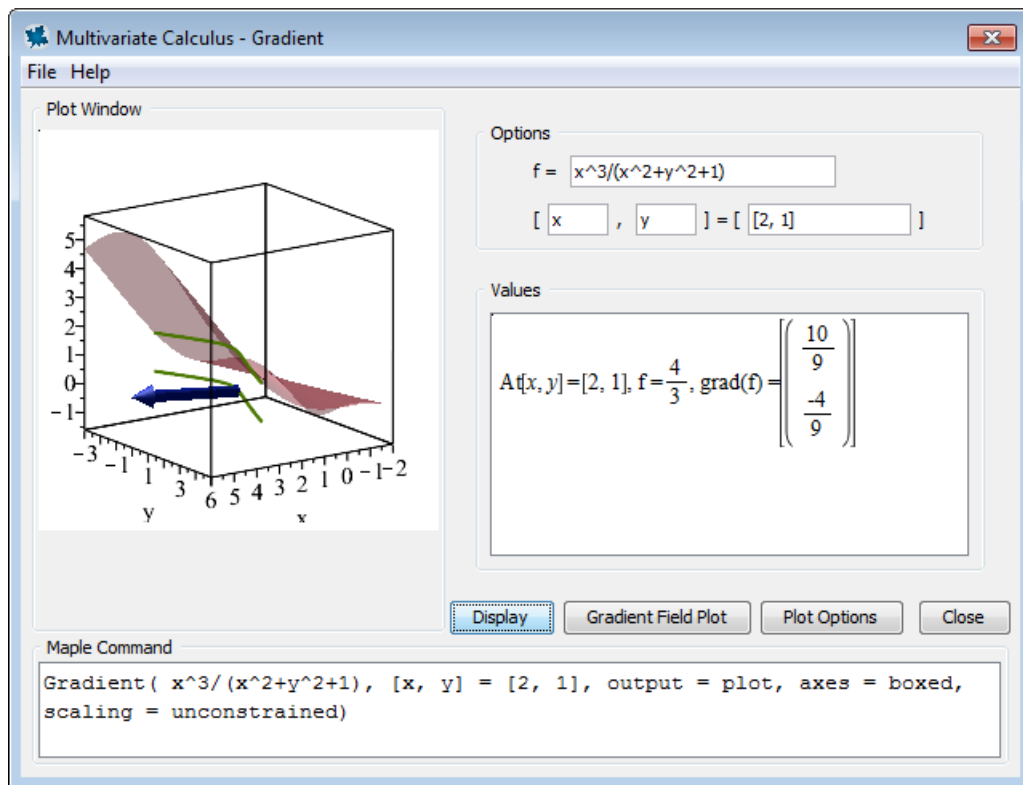 Multivariate Calculus - Gradient
File Help
Plot Window
5
4
3
2
1
0
-1
-3 -1 1 3 6 5 4 3 2 1 0 -1 -2
y
x
Options
f = x^3/(x^2+y^2+1)
[ x , y ] = [ [2, 1] ]
Values
At[x, y]=[2, 1], f=4/3, grad(f)=[(10/9 -4/9)]
Display Gradient Field Plot Plot Options Close
Maple Command
Gradient( x^3/(x^2+y^2+1), [x, y] = [2, 1], output = plot, axes = boxed,
scaling = unconstrained)